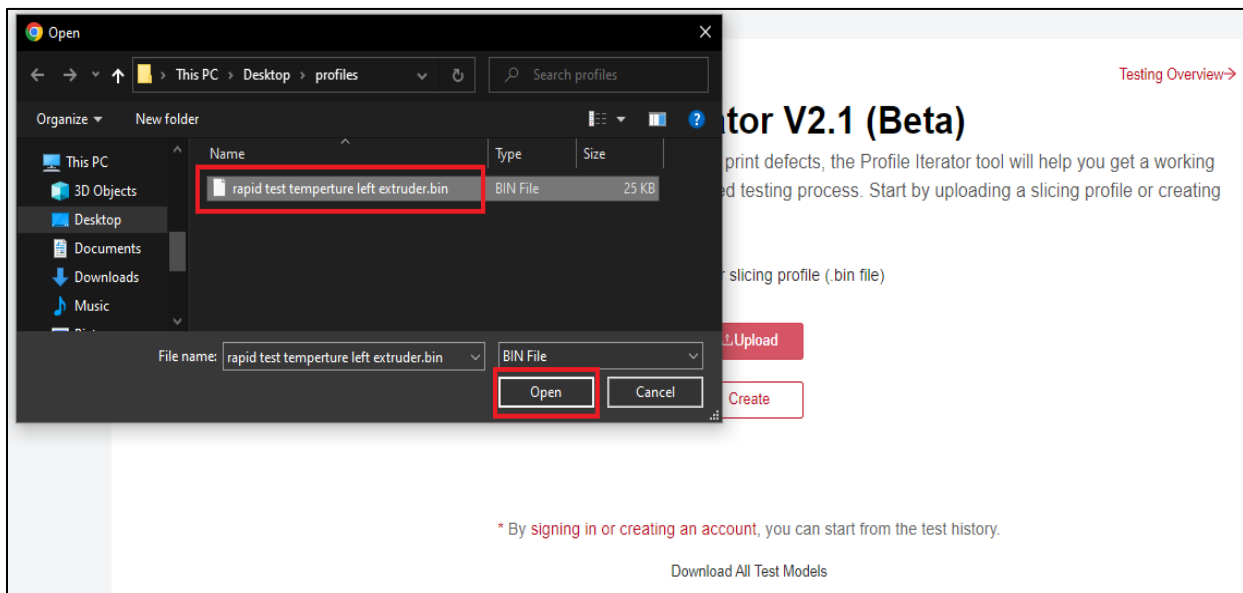 Open
This PC > Desktop > profiles
Search profiles
Organize
New folder
This PC
3D Objects
Desktop
Documents
Downloads
Music
Name
Type
Size
rapid test temperture left extruder.bin
BIN File
25 KB
File name:
rapid test temperture left extruder.bin
BIN File
Open
Cancel
Testing Overview→
tor V2.1 (Beta)
print defects, the Profile Iterator tool will help you get a working
ed testing process. Start by uploading a slicing profile or creating
slicing profile (.bin file)
Upload
Create
* By signing in or creating an account, you can start from the test history.
Download All Test Models